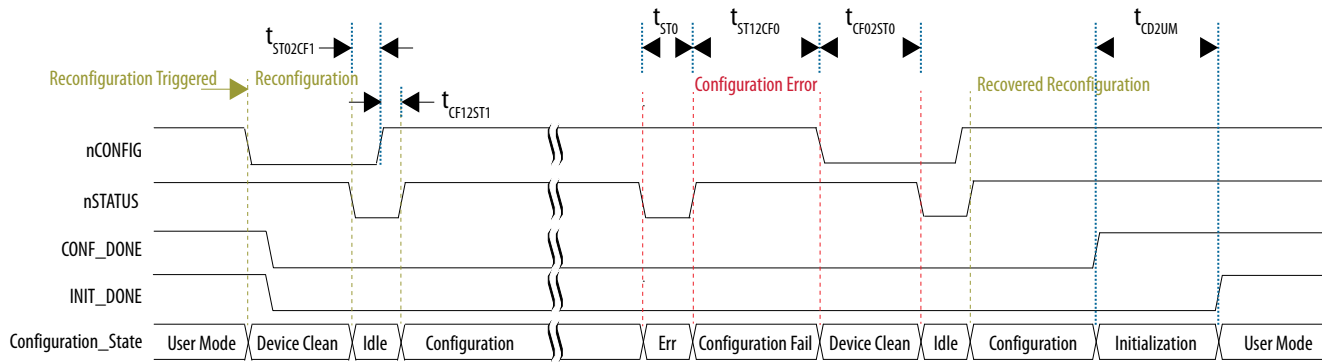 tST02CF1
tST0
tST12CF0
tCF02ST0
tCD2UM
Reconfiguration Triggered
Reconfiguration
Configuration Error
Recovered Reconfiguration
tCF12ST1
nCONFIG
nSTATUS
CONF_DONE
INIT_DONE
Configuration_State
User Mode
Device Clean
Idle
Configuration
Err
Configuration Fail
Device Clean
Idle
Configuration
Initialization
User Mode